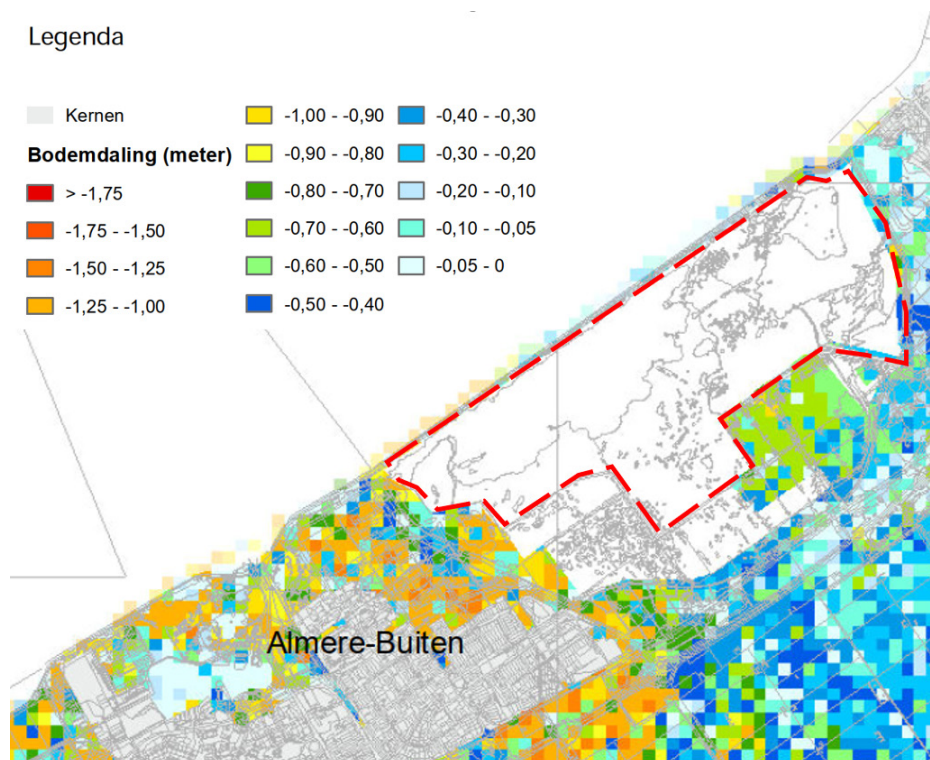 Legenda
Kernen
Bodemdaling (meter)
> -1,75
-1,75 - -1,50
-1,50 - -1,25
-1,25 - -1,00
-1,00 - -0,90
-0,90 - -0,80
-0,80 - -0,70
-0,70 - -0,60
-0,60 - -0,50
-0,50 - -0,40
-0,40 - -0,30
-0,30 - -0,20
-0,20 - -0,10
-0,10 - -0,05
-0,05 - 0
Almere-Buiten